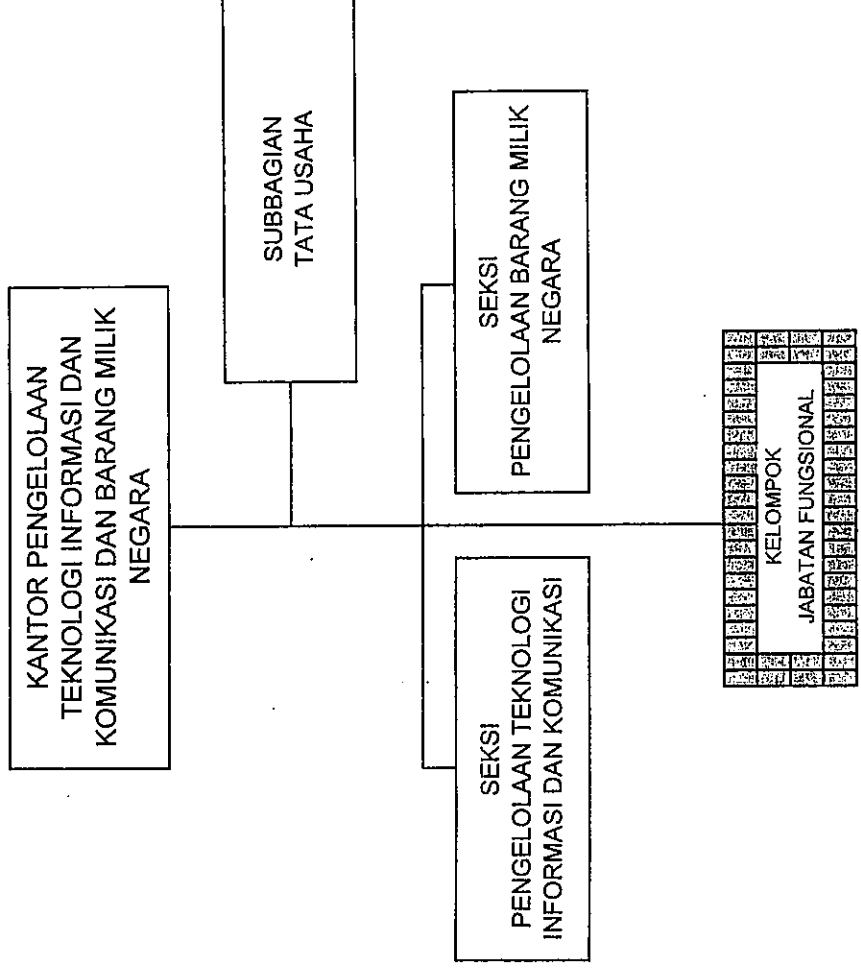 KANTOR PENGELOLAAN
TEKNOLOGI INFORMASI DAN
KOMUNIKASI DAN BARANG MILIK
NEGARA
SUBBAGIAN
TATA USAHA
SEKSI
PENGELOLAAN TEKNOLOGI
INFORMASI DAN KOMUNIKASI
SEKSI
PENGELOLAAN BARANG MILIK
NEGARA
KELOMPOK
JABATAN FUNGSIONAL